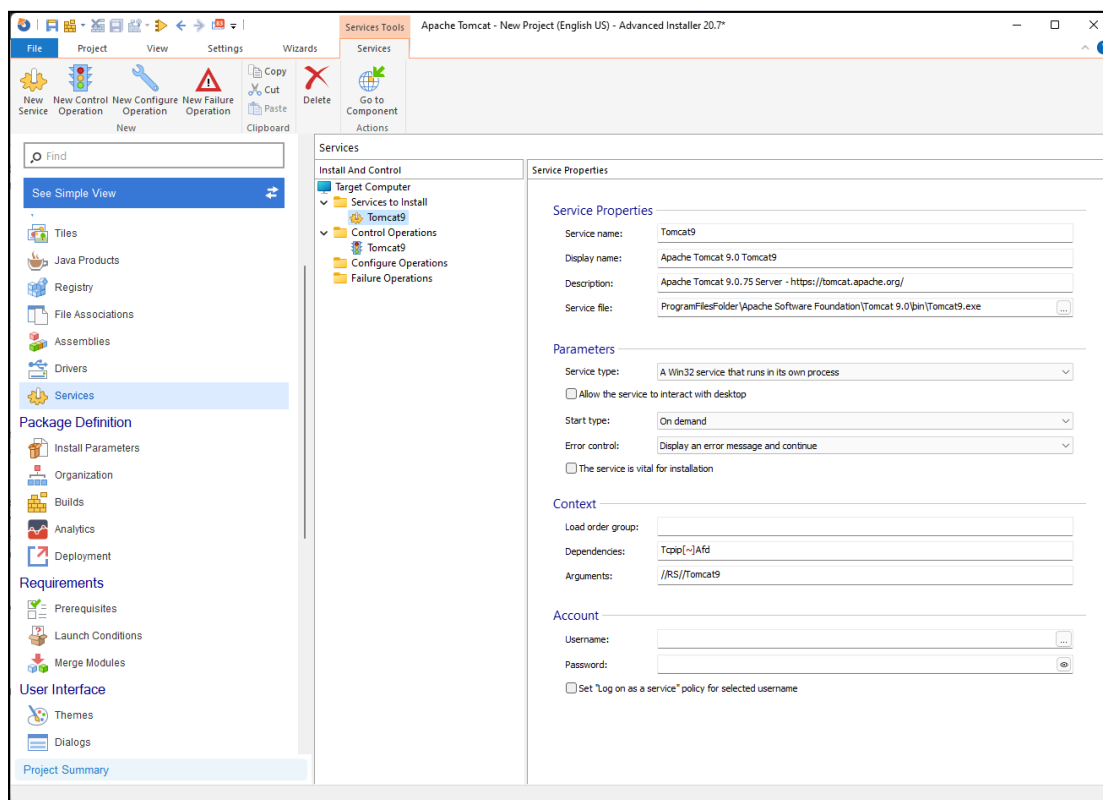 Services Tools
Apache Tomcat - New Project (English US) - Advanced Installer 20.7*
File
Project
View
Settings
Wizards
Services
New Service
New Control Operation
New Configure Operation
New Failure Operation
New
Copy
Cut
Paste
Clipboard
Delete
Go to Component
Actions
Find
See Simple View
Tiles
Java Products
Registry
File Associations
Assemblies
Drivers
Services
Package Definition
Install Parameters
Organization
Builds
Analytics
Deployment
Requirements
Prerequisites
Launch Conditions
Merge Modules
User Interface
Themes
Dialogs
Project Summary
Services
Install And Control
Target Computer
Services to Install
Tomcat9
Control Operations
Tomcat9
Configure Operations
Failure Operations
Service Properties
Service Properties
Service name: Tomcat9
Display name: Apache Tomcat 9.0 Tomcat9
Description: Apache Tomcat 9.0.75 Server - https://tomcat.apache.org/
Service file: ProgramFilesFolder\Apache Software Foundation\Tomcat 9.0\bin\Tomcat9.exe ...
Parameters
Service type: A Win32 service that runs in its own process
Allow the service to interact with desktop
Start type: On demand
Error control: Display an error message and continue
The service is vital for installation
Context
Load order group:
Dependencies: Tcpip[~]Afd
Arguments: //RS//Tomcat9
Account
Username: ...
Password:
Set "Log on as a service" policy for selected username